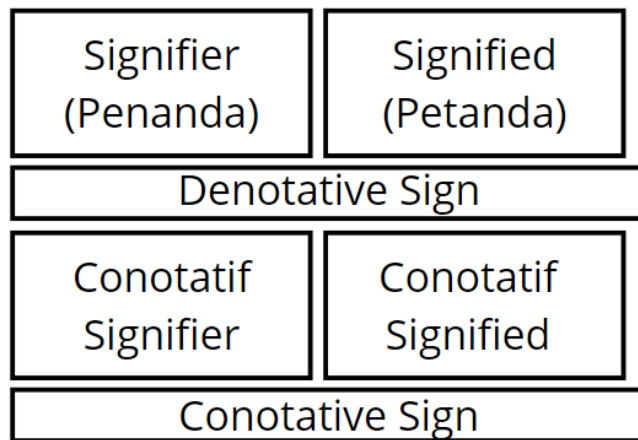 Signifier
(Penanda)
Signified
(Petanda)
Denotative Sign
Conotatif
Signifier
Conotatif
Signified
Conotative Sign